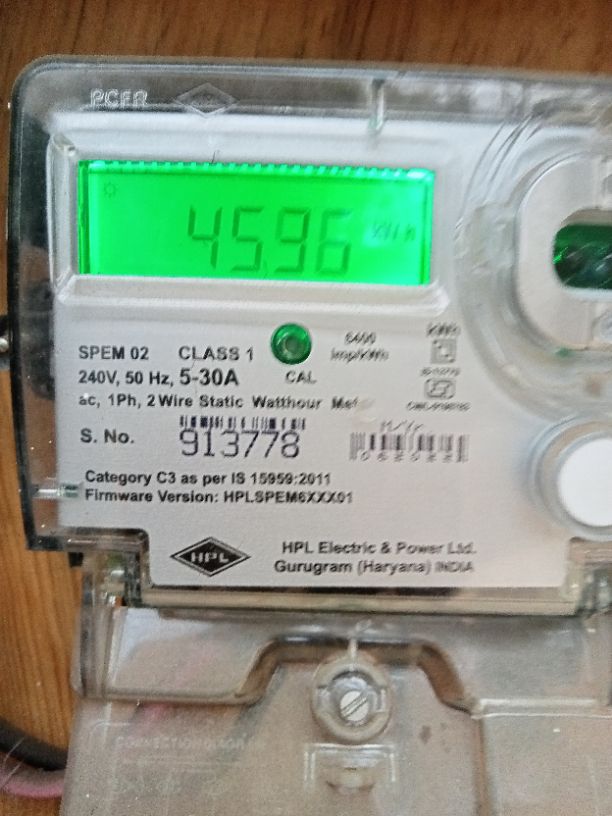 4596 kWh
SPEM 02 CLASS 1
6400 imp/kWh
kWh
240V, 50 Hz, 5-30A
CAL
ac, 1Ph, 2 Wire Static Watthour
S. No. 913778
M/Yr
Category C3 as per IS 15959:2011
Firmware Version: HPLSPEM6XXX01
HPL
HPL Electric & Power Ltd.
Gurugram (Haryana) INDIA